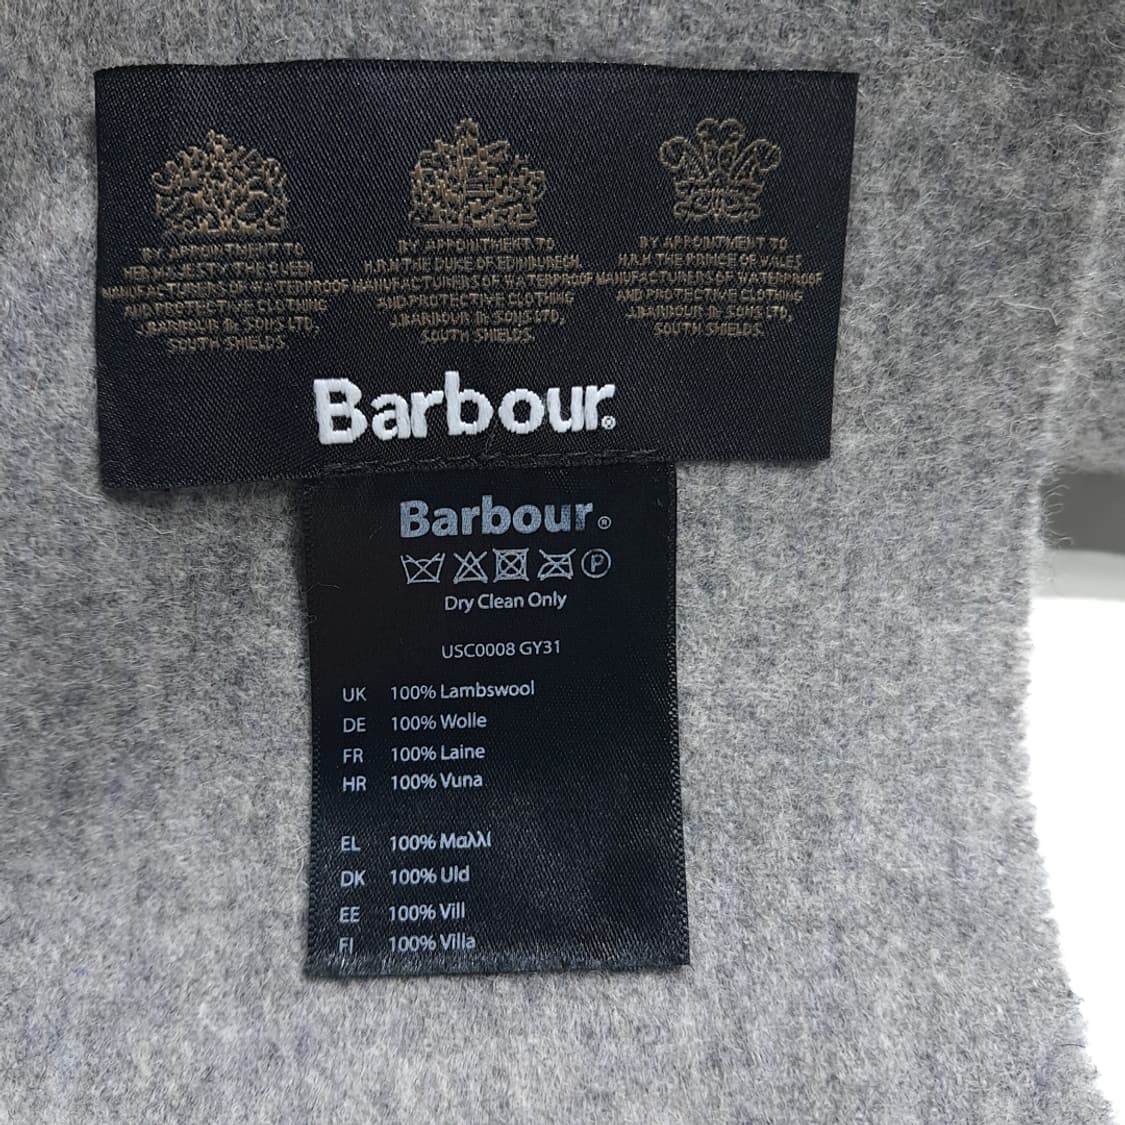 BY APPOINTMENT TO
HER MAJESTY THE QUEEN
MANUFACTURERS OF WATERPROOF
AND PROTECTIVE CLOTHING
J.BARBOUR & SONS LTD,
SOUTH SHIELDS.
BY APPOINTMENT TO
H.R.H THE DUKE OF EDINBURGH
MANUFACTURERS OF WATERPROOF
AND PROTECTIVE CLOTHING
J.BARBOUR & SONS LTD,
SOUTH SHIELDS.
BY APPOINTMENT TO
H.R.H THE PRINCE OF WALES
MANUFACTURERS OF WATERPROOF
AND PROTECTIVE CLOTHING
J.BARBOUR & SONS LTD,
SOUTH SHIELDS.
Barbour®
Barbour®
P
Dry Clean Only
USC0008 GY31
UK 100% Lambswool
DE 100% Wolle
FR 100% Laine
HR 100% Vuna
EL 100% Μαλλί
DK 100% Uld
EE 100% Vill
FI 100% Villa